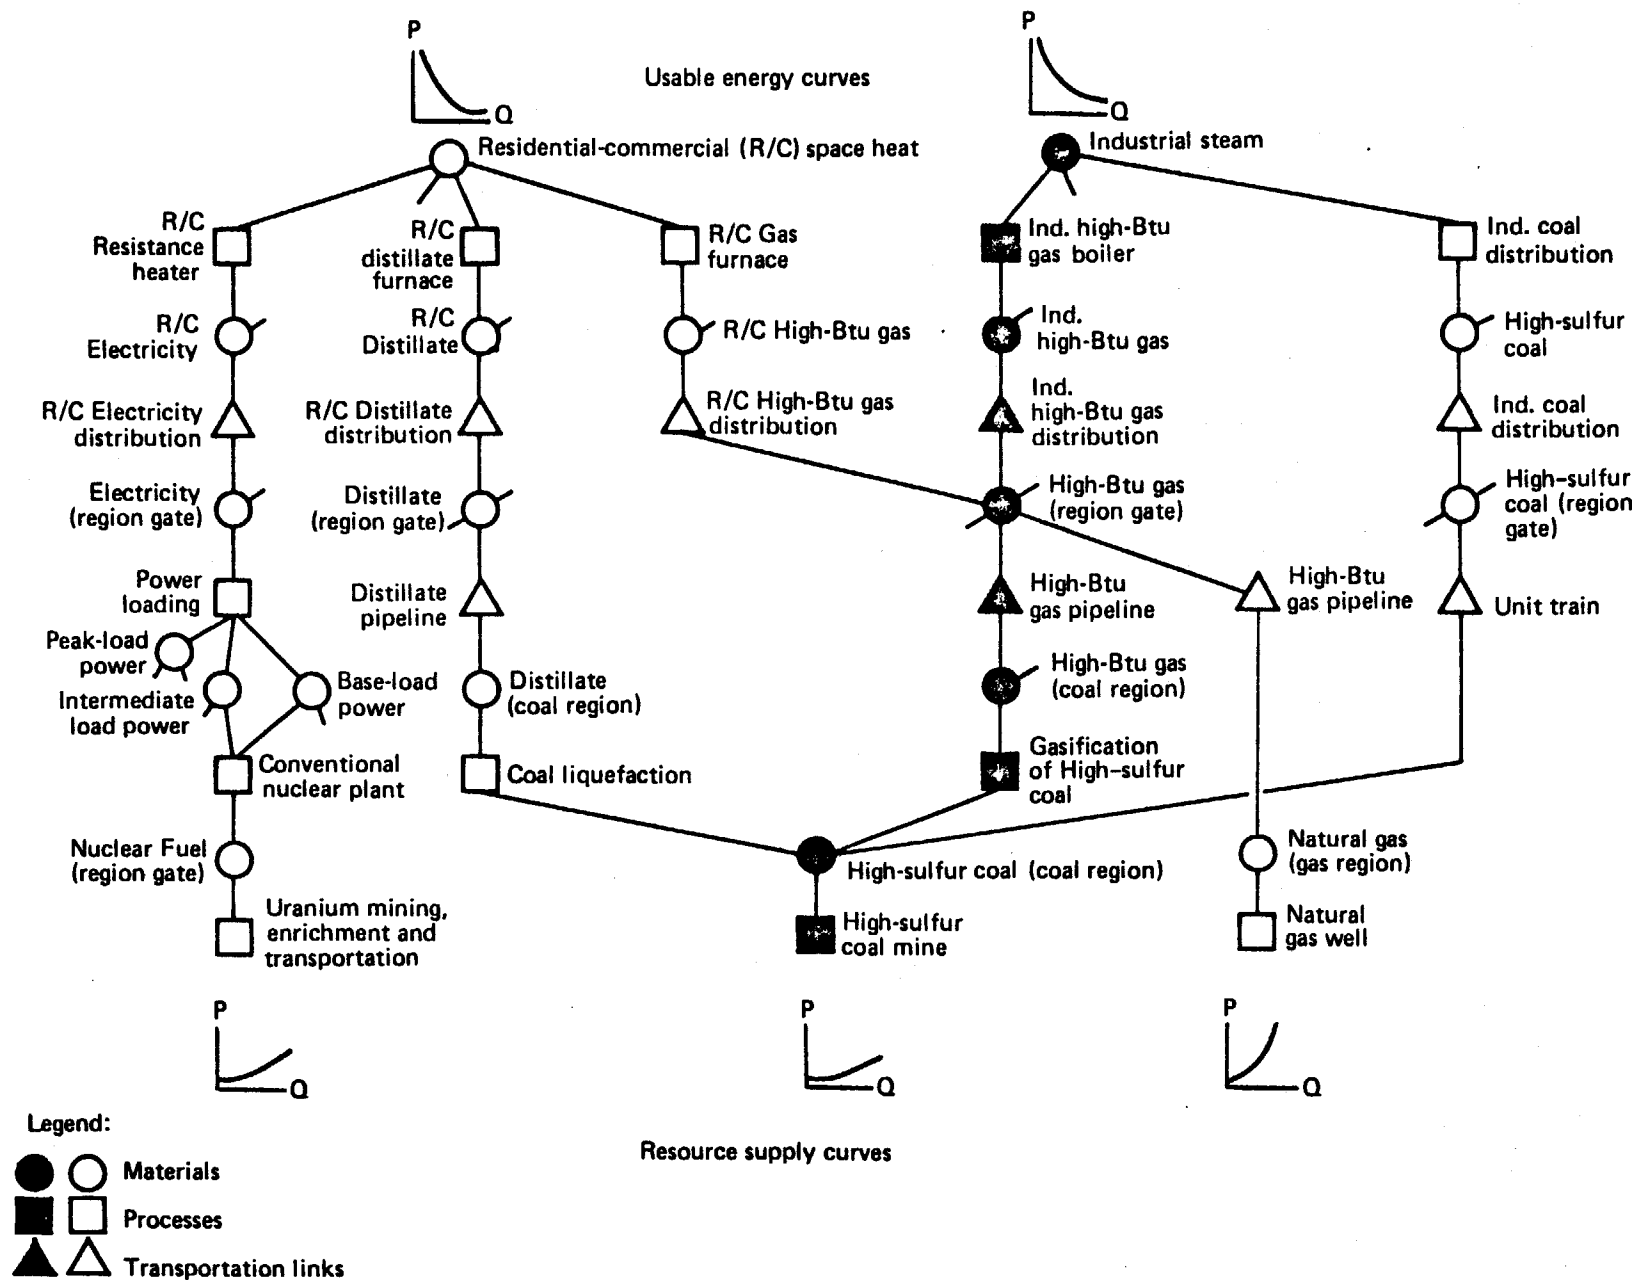 P
Q
Usable energy curves
P
Q
Residential-commercial (R/C) space heat
Industrial steam
R/C
Resistance
heater
R/C
distillate
furnace
R/C Gas
furnace
Ind. high-Btu
gas boiler
Ind. coal
distribution
R/C
Electricity
R/C
Distillate
R/C High-Btu gas
Ind.
high-Btu gas
High-sulfur
coal
R/C Electricity
distribution
R/C Distillate
distribution
R/C High-Btu gas
distribution
Ind.
high-Btu gas
distribution
Ind. coal
distribution
Electricity
(region gate)
Distillate
(region gate)
High-Btu gas
(region gate)
High-sulfur
coal (region
gate)
Power
loading
Distillate
pipeline
High-Btu
gas pipeline
High-Btu
gas pipeline
Unit train
Peak-load
power
Intermediate
load power
Base-load
power
Distillate
(coal region)
High-Btu gas
(coal region)
Conventional
nuclear plant
Coal liquefaction
Gasification
of High-sulfur
coal
Nuclear Fuel
(region gate)
High-sulfur coal (coal region)
Natural gas
(gas region)
Uranium mining,
enrichment and
transportation
High-sulfur
coal mine
Natural
gas well
P
Q
P
Q
P
Q
Legend:
Resource supply curves
Materials
Processes
Transportation links